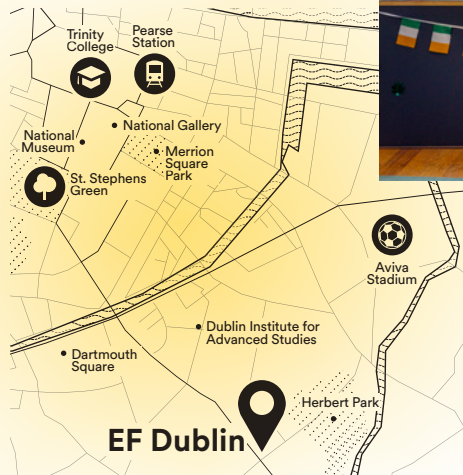 Trinity
College
Pearse
Station
National Gallery
National
Museum
Merrion
Square
Park
St. Stephens
Green
Aviva
Stadium
Dublin Institute for
Advanced Studies
Dartmouth
Square
Herbert Park
EF Dublin